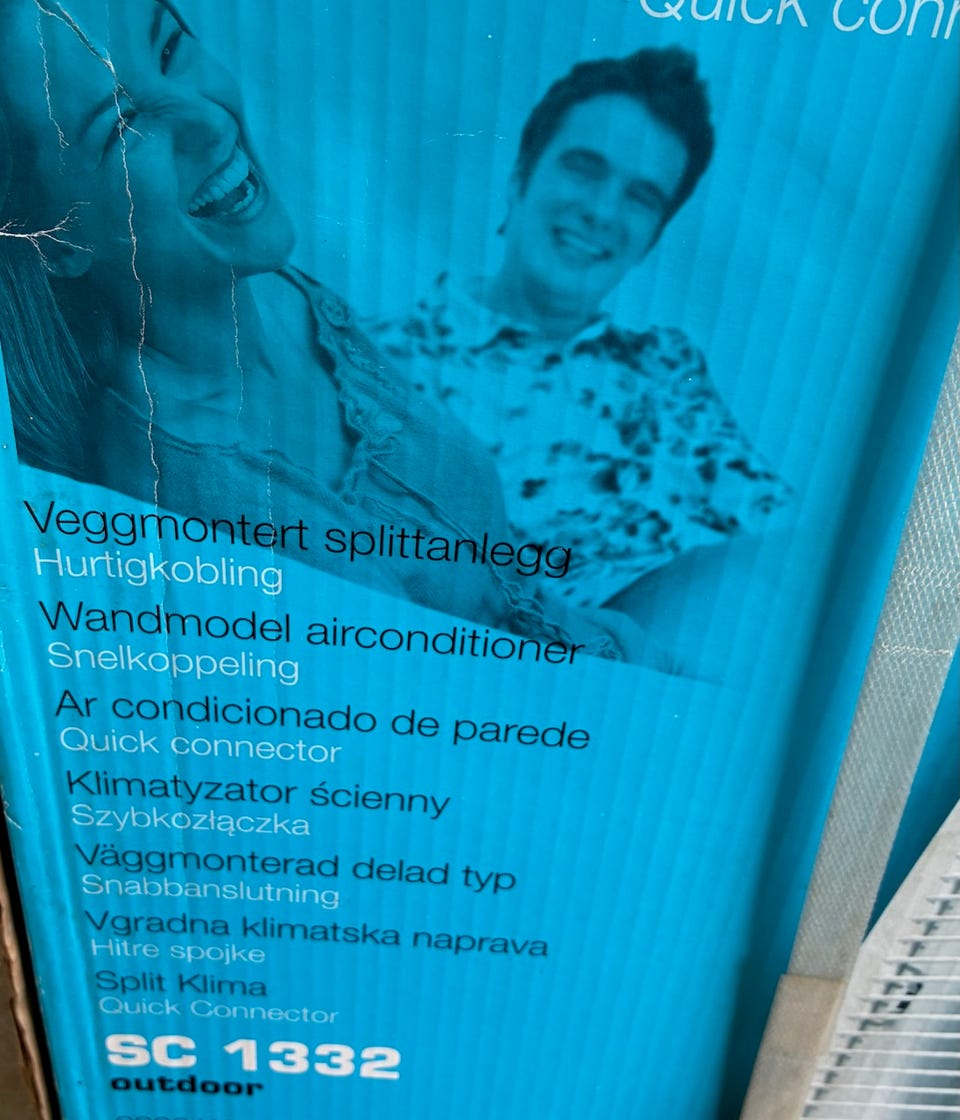 Quick
Veggmontert splittanlegg
Hurtigkobling
Wandmodel airconditioner
Snelkoppeling
Ar condicionado de parede
Quick connector
Klimatyzator ścienny
Szybkozłączka
Väggmonterad delad typ
Snabbanslutning
Vgradna klimatska naprava
Hitre spojke
Split Klima
Quick Connector
SC 1332
outdoor